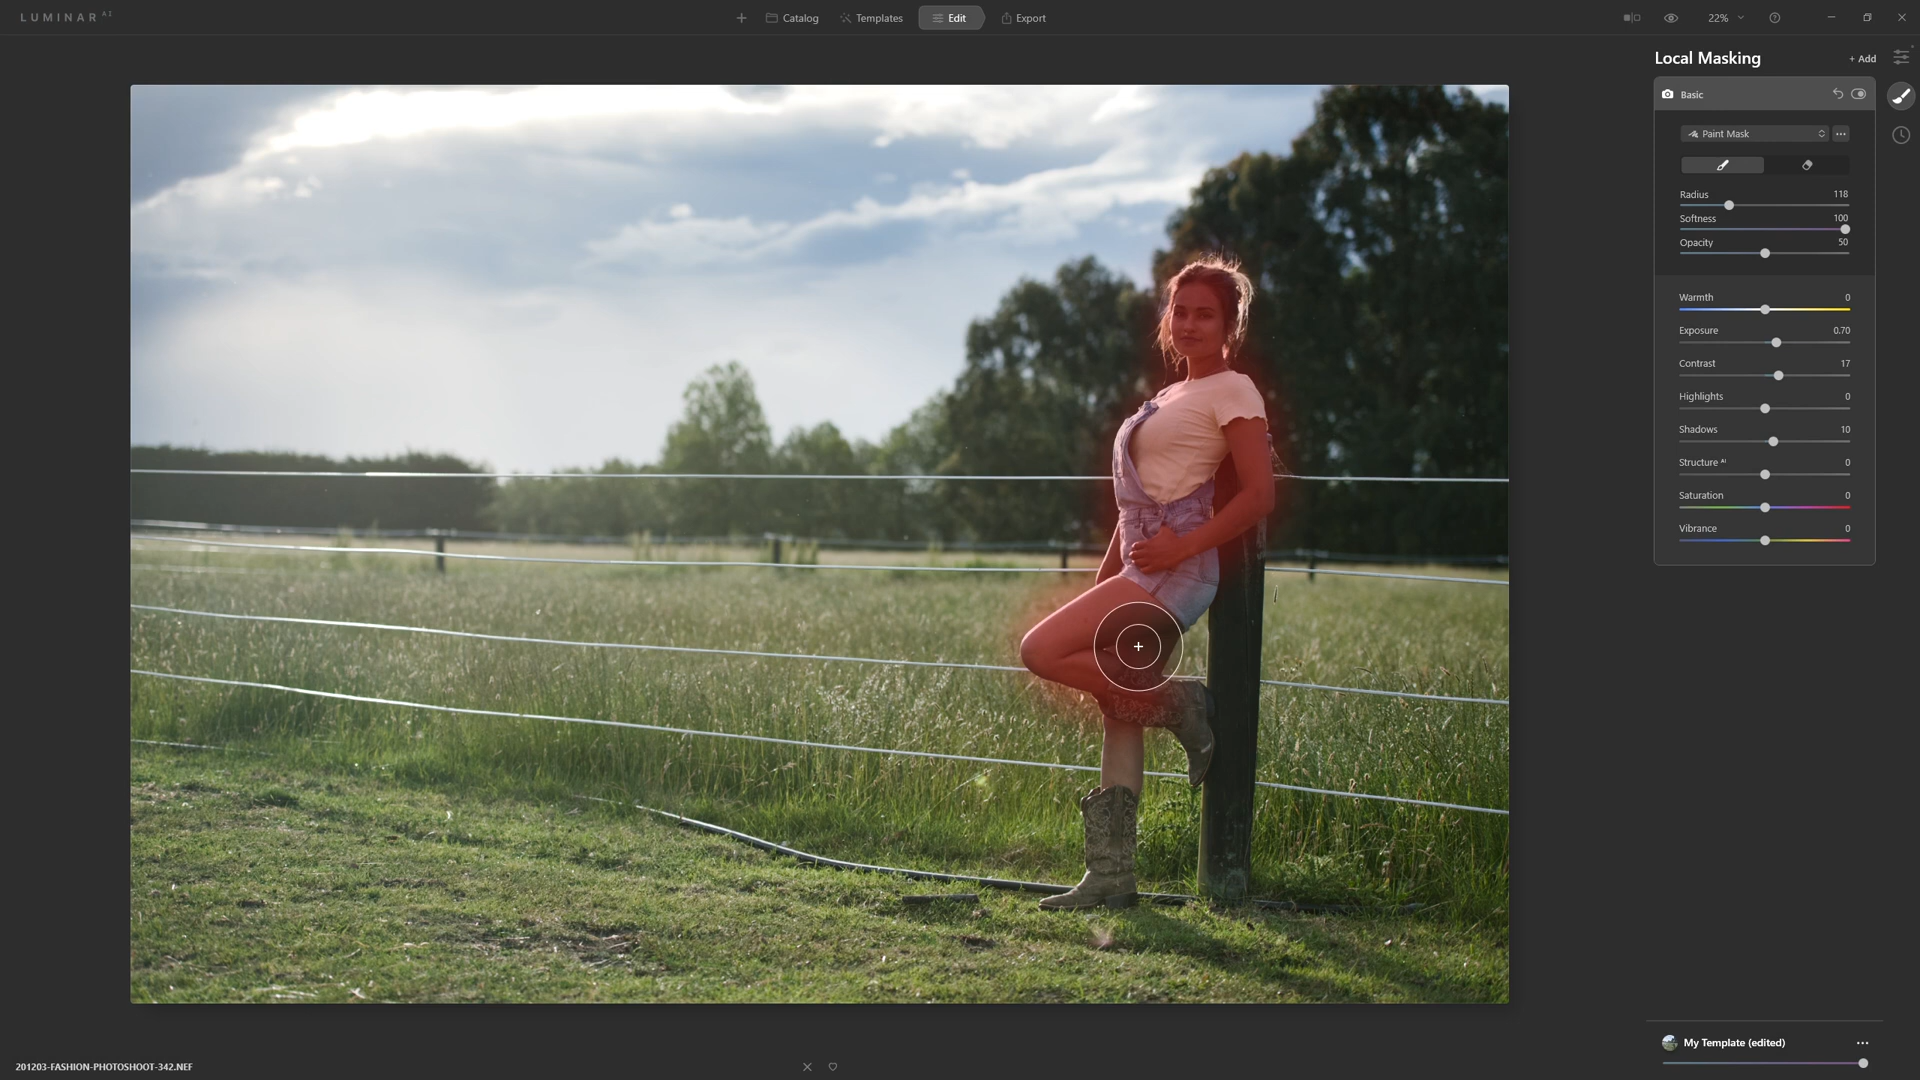 LUMINAR AI
Catalog
Templates
Edit
Export
22%
Local Masking
+ Add
Basic
Paint Mask
Radius 118
Softness 100
Opacity 50
Warmth 0
Exposure 0.70
Contrast 17
Highlights 0
Shadows 10
Structure AI 0
Saturation 0
Vibrance 0
My Template (edited)
201203-FASHION-PHOTOSHOOT-342.NEF